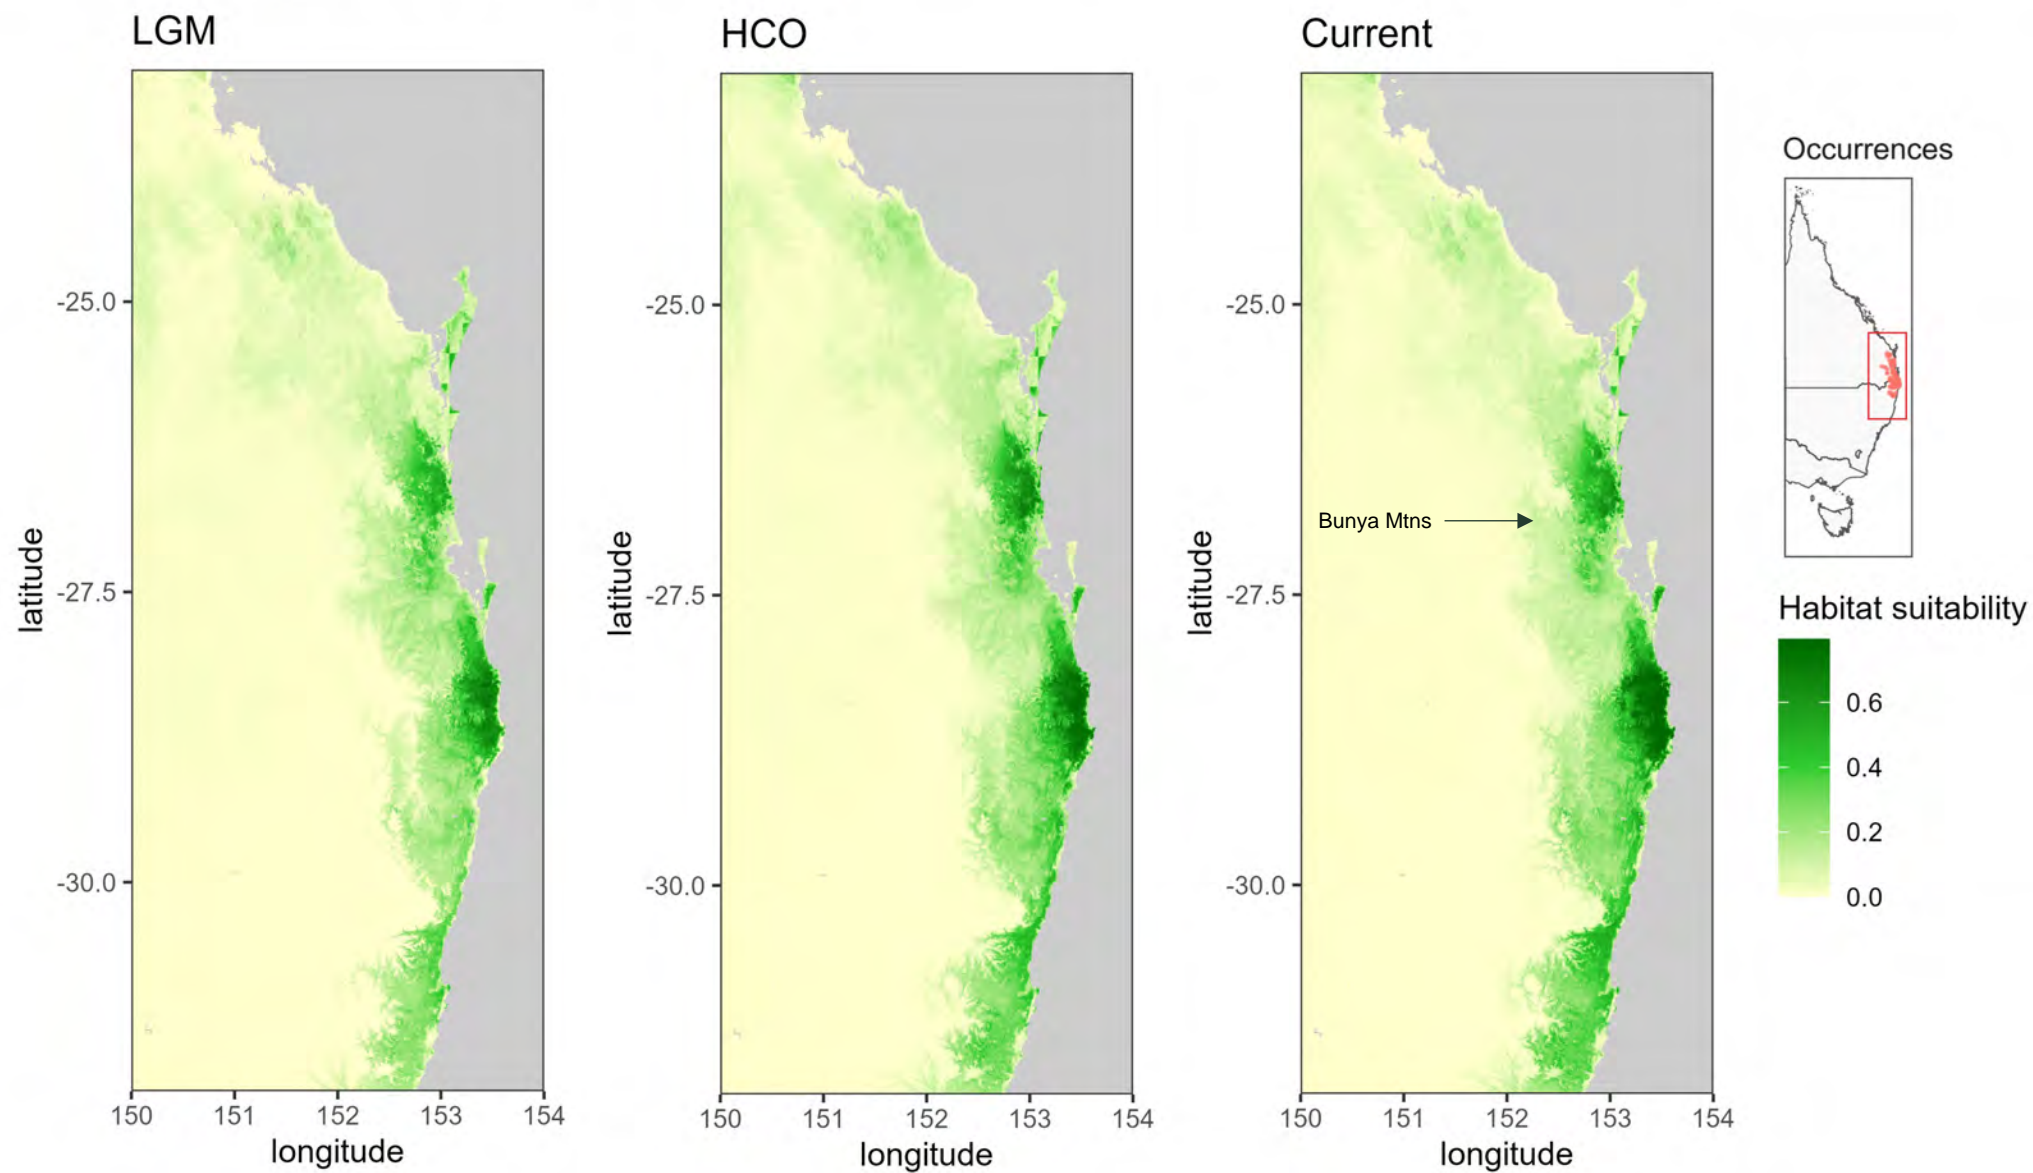 LGM
HCO
Current
Occurrences
latitude
-25.0
-27.5
-30.0
150 151 152 153 154
longitude
latitude
-25.0
-27.5
-30.0
150 151 152 153 154
longitude
latitude
-25.0
-27.5
-30.0
150 151 152 153 154
longitude
Bunya Mtns
Habitat suitability
0.6
0.4
0.2
0.0